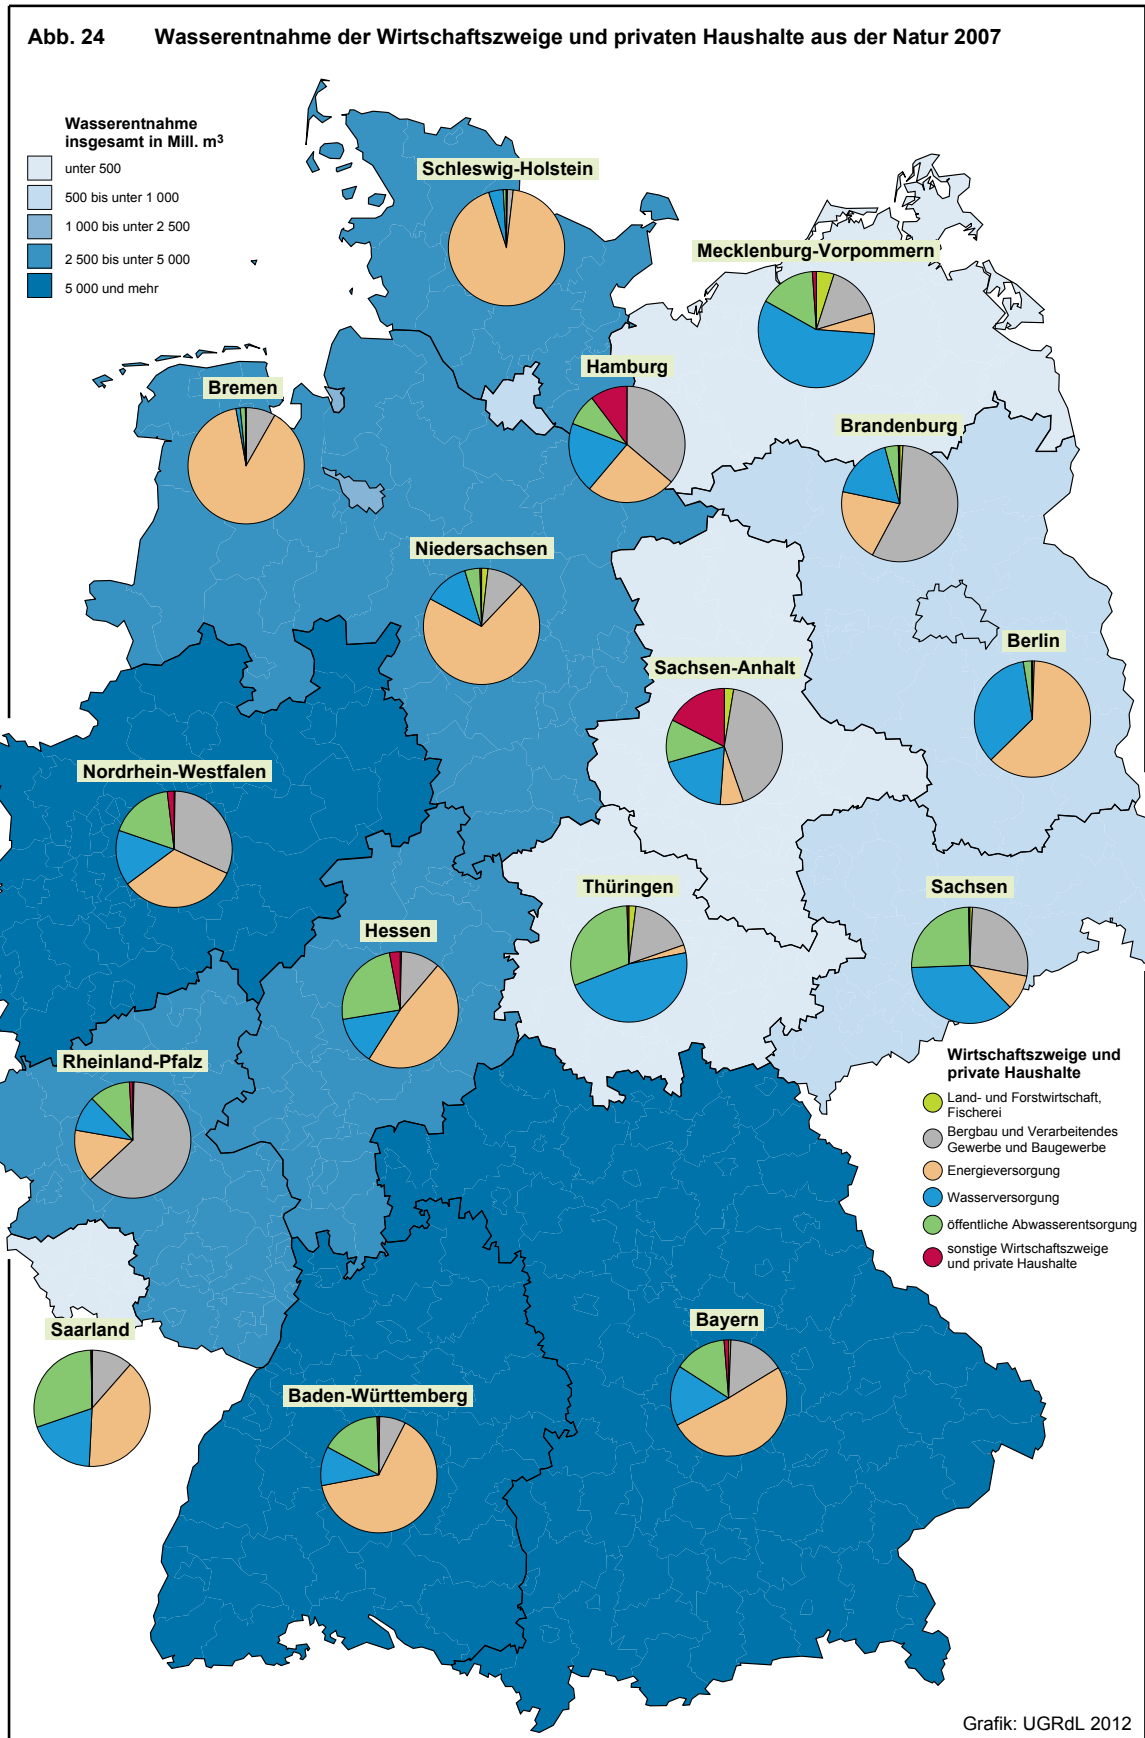 Abb. 24 Wasserentnahme der Wirtschaftszweige und privaten Haushalte aus der Natur 2007
Wasserentnahme
insgesamt in Mill. m³
unter 500
500 bis unter 1 000
1 000 bis unter 2 500
2 500 bis unter 5 000
5 000 und mehr
Schleswig-Holstein
Mecklenburg-Vorpommern
Hamburg
Bremen
Brandenburg
Niedersachsen
Berlin
Sachsen-Anhalt
Nordrhein-Westfalen
Thüringen
Sachsen
Hessen
Rheinland-Pfalz
Wirtschaftszweige und
private Haushalte
Land- und Forstwirtschaft,
Fischerei
Bergbau und Verarbeitendes
Gewerbe und Baugewerbe
Energieversorgung
Wasserversorgung
öffentliche Abwasserentsorgung
sonstige Wirtschaftszweige
und private Haushalte
Saarland
Bayern
Baden-Württemberg
Grafik: UGRdL 2012